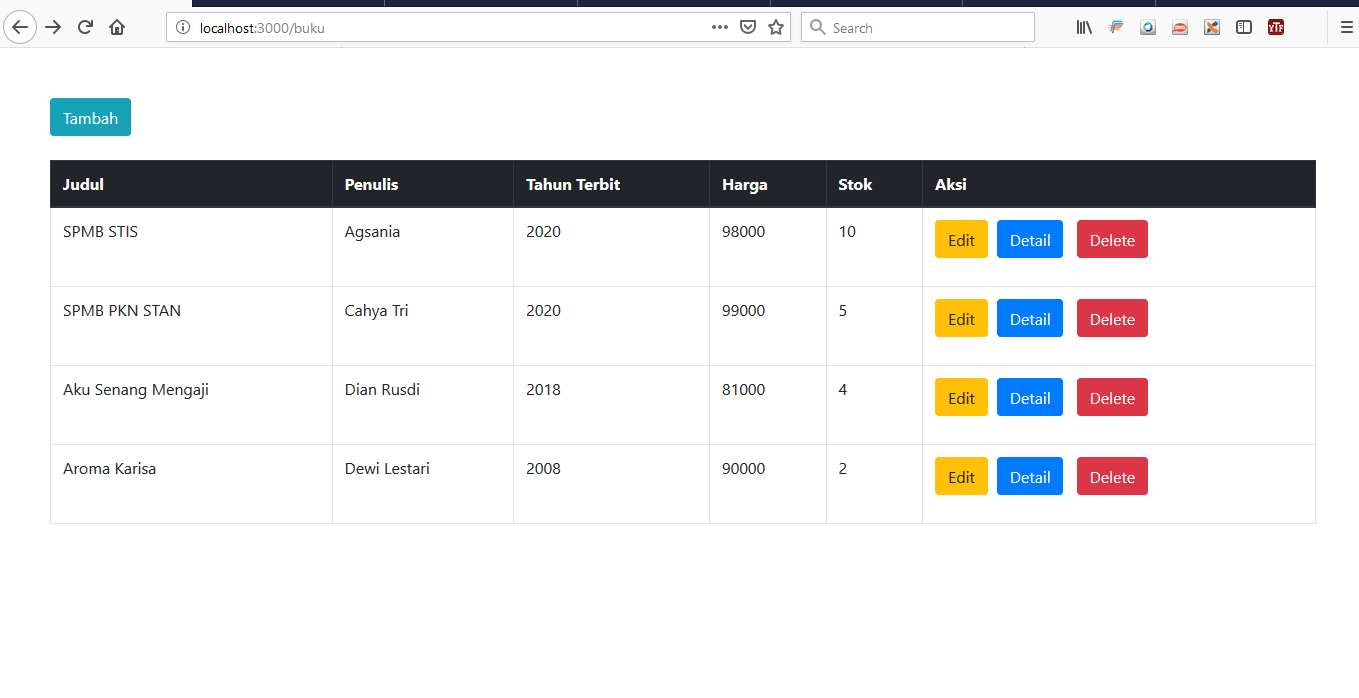 localhost:3000/buku
Search
YTF
Tambah
Judul Penulis Tahun Terbit Harga Stok Aksi
SPMB STIS Agsania 2020 98000 10 Edit Detail Delete
SPMB PKN STAN Cahya Tri 2020 99000 5 Edit Detail Delete
Aku Senang Mengaji Dian Rusdi 2018 81000 4 Edit Detail Delete
Aroma Karisa Dewi Lestari 2008 90000 2 Edit Detail Delete